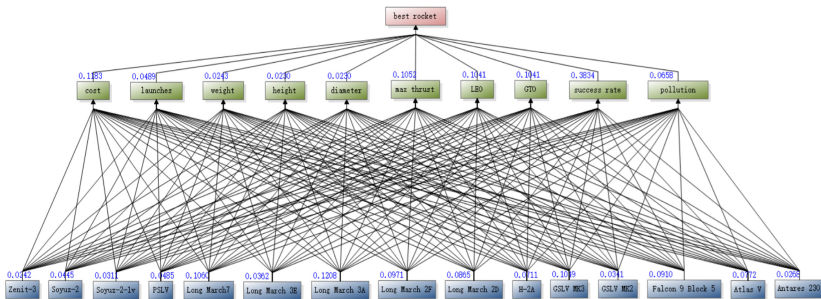 best rocket
0.1183 0.0489 0.0243 0.0230 0.0230 0.1052 0.1041 0.1041 0.3834 0.0658
cost launches weight height diameter max thrust LEO GTO success rate pollution
0.0242 0.0445 0.0311 0.0485 0.1060 0.0362 0.1208 0.0971 0.0865 0.0711 0.1049 0.0341 0.0910 0.0772 0.0268
Zenit-3 Soyuz-2 Soyuz-2-1v PSLV Long March7 Long March 3E Long March 3A Long March 2F Long March 2D H-2A GSLV MK3 GSLV MK2 Falcon 9 Block 5 Atlas V Antares 230